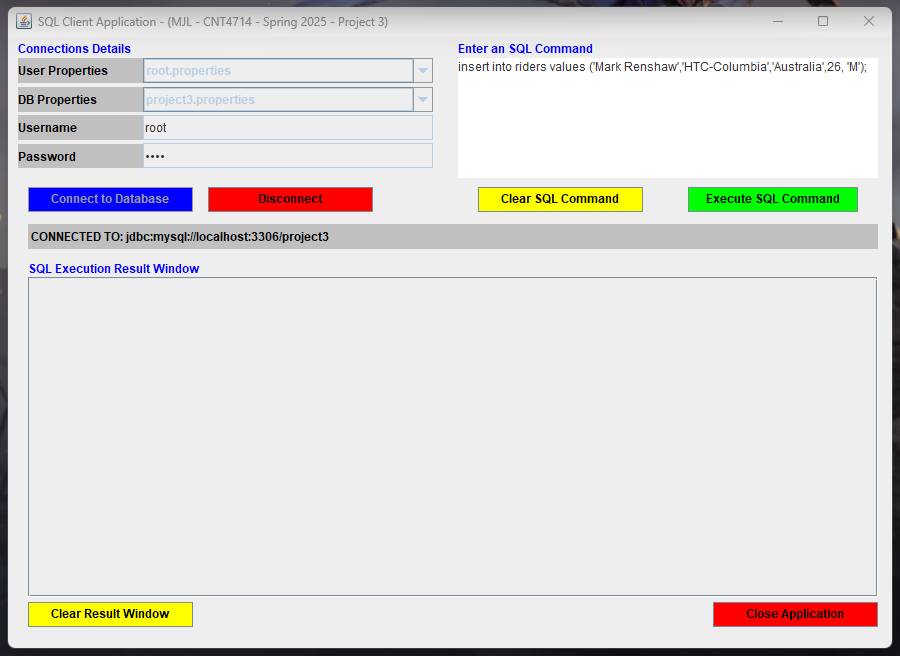 SQL Client Application - (MJL - CNT4714 - Spring 2025 - Project 3)
Connections Details
User Properties root.properties
DB Properties project3.properties
Username root
Password ••••
Connect to Database Disconnect
Enter an SQL Command
insert into riders values ('Mark Renshaw','HTC-Columbia','Australia',26, 'M');
Clear SQL Command Execute SQL Command
CONNECTED TO: jdbc:mysql://localhost:3306/project3
SQL Execution Result Window
Clear Result Window Close Application